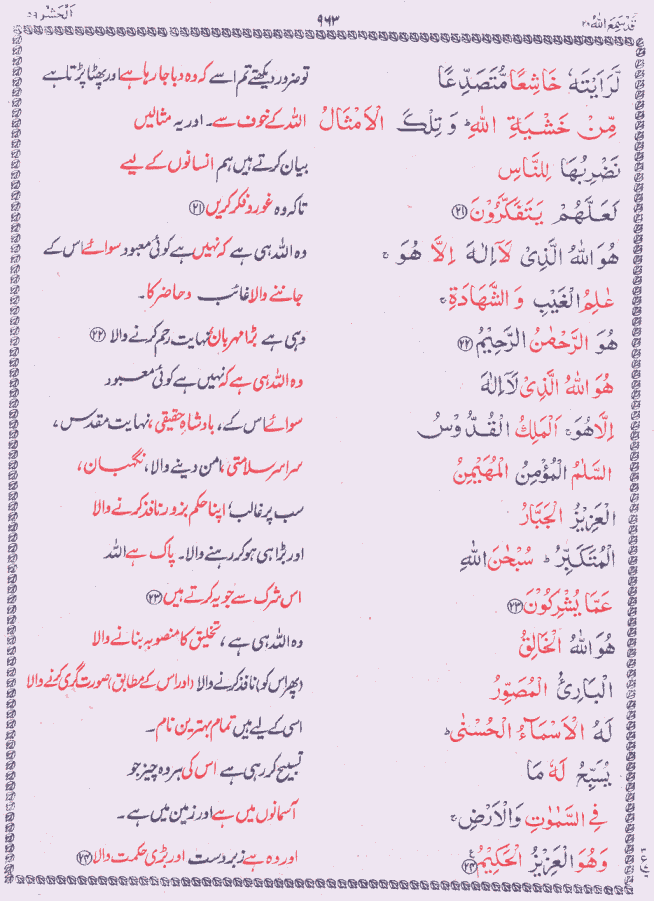 قَدْ سَمِعَ اللّٰهُ ٢٨ ٩٦٣ اَلْحَشْر ٥٩
لَّرَاَیْتَهٗ خَاشِعًا مُّتَصَدِّعًا توضرور دیکھتے تم اسے کہ وہ دبا جا رہا ہے اور پھٹا پڑتا ہے
مِّنْ خَشْیَةِ اللّٰهِ ؕ وَ تِلْكَ الْاَمْثَالُ اللہ کے خوف سے۔ اور یہ مثالیں
نَضْرِبُهَا لِلنَّاسِ بیان کرتے ہیں ہم انسانوں کے لیے
لَعَلَّهُمْ یَتَفَكَّرُوْنَ ﴿٢١﴾ تاکہ وہ غوروفکر کریں ﴿٢١﴾
هُوَ اللّٰهُ الَّذِیْ لَاۤ اِلٰهَ اِلَّا هُوَ ۚ وہ اللہ ہی ہے کہ نہیں ہے کوئی معبود سوائے اس کے
عٰلِمُ الْغَیْبِ وَ الشَّهَادَةِ ۚ جاننے والا غائب و حاضر کا۔
هُوَ الرَّحْمٰنُ الرَّحِیْمُ ﴿٢٢﴾ وہی ہے بڑا مہربان نہایت رحم کرنے والا ﴿٢٢﴾
هُوَ اللّٰهُ الَّذِیْ لَاۤ اِلٰهَ وہ اللہ ہی ہے کہ نہیں ہے کوئی معبود
اِلَّا هُوَ ۚ اَلْمَلِكُ الْقُدُّوْسُ سوائے اس کے، بادشاہ حقیقی، نہایت مقدس،
السَّلٰمُ الْمُؤْمِنُ الْمُهَیْمِنُ سراسر سلامتی، امن دینے والا، نگہبان،
الْعَزِیْزُ الْجَبَّارُ سب پر غالب، اپنا حکم بزور نافذ کرنے والا
الْمُتَكَبِّرُ ؕ سُبْحٰنَ اللّٰهِ اور بڑا ہی ہوکر رہنے والا۔ پاک ہے اللہ
عَمَّا یُشْرِكُوْنَ ﴿٢٣﴾ اس شرک سے جو یہ کرتے ہیں ﴿٢٣﴾
هُوَ اللّٰهُ الْخَالِقُ وہ اللہ ہی ہے، تخلیق کا منصوبہ بنانے والا
الْبَارِئُ الْمُصَوِّرُ (پھر اس کو) نافذ کرنے والا (اور اس کے مطابق) صورت گری کرنے والا
لَهُ الْاَسْمَآءُ الْحُسْنٰی ؕ اسی کے لیے ہیں تمام بہترین نام۔
یُسَبِّحُ لَهٗ مَا تسبیح کر رہی ہے اس کی ہر وہ چیز جو
فِی السَّمٰوٰتِ وَ الْاَرْضِ ۚ آسمانوں میں ہے اور زمین میں ہے۔
وَ هُوَ الْعَزِیْزُ الْحَكِیْمُ ﴿٢٤﴾ اور وہ ہے زبردست اور بڑی حکمت والا ﴿٢٤﴾